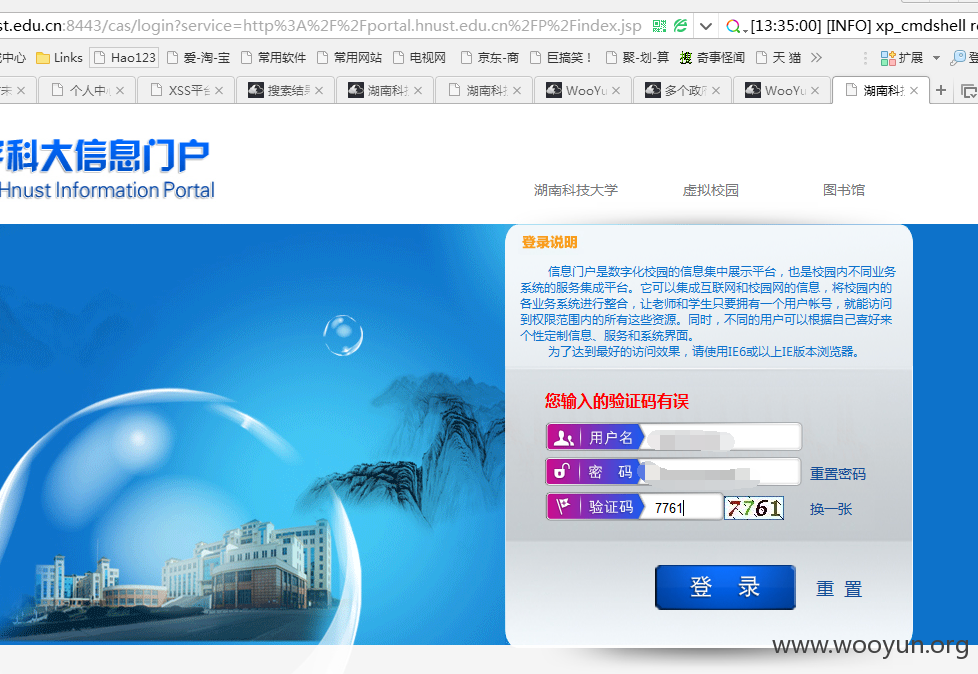 st.edu.cn:8443/cas/login?service=http%3A%2F%2Fportal.hnust.edu.cn%2FP%2Findex.jsp
[13:35:00] [INFO] xp_cmdshell re
中心 Links Hao123 爱-淘-宝 常用软件 常用网站 电视网 京东-商 巨搞笑! 聚-划-算 奇事怪闻 天 猫 扩展 登
个人中 XSS平台 搜索结果 湖南科技 湖南科技 WooYu 多个政府 WooYu 湖南科技
科大信息门户
Hnust Information Portal
湖南科技大学 虚拟校园 图书馆
登录说明
信息门户是数字化校园的信息集中展示平台，也是校园内不同业务
系统的服务集成平台。它可以集成互联网和校园网的信息，将校园内的
各业务系统进行整合，让老师和学生只要拥有一个用户帐号，就能访问
到权限范围内的所有这些资源。同时，不同的用户可以根据自己喜好来
个性定制信息、服务和系统界面。
为了达到最好的访问效果，请使用IE6或以上IE版本浏览器。
您输入的验证码有误
用户名
密 码 重置密码
验证码 7761 7761 换一张
登 录 重 置
www.wooyun.org